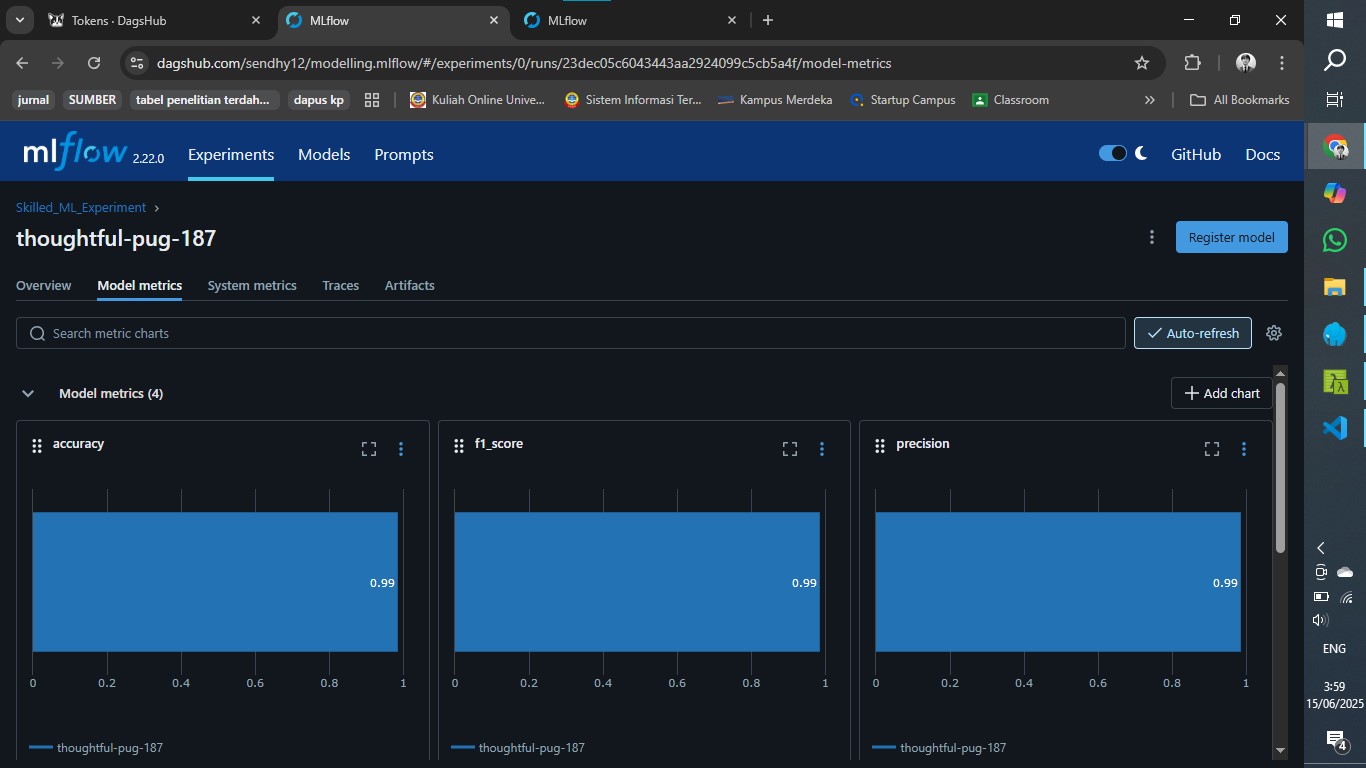 Tokens · DagsHub
MLflow
MLflow
dagshub.com/sendhy12/modelling.mlflow/#/experiments/0/runs/23dec05c6043443aa2924099c5cb5a4f/model-metrics
jurnal
SUMBER
tabel penelitian terdah...
dapus kp
Kuliah Online Unive...
Sistem Informasi Ter...
Kampus Merdeka
Startup Campus
Classroom
All Bookmarks
mlflow 2.22.0
Experiments
Models
Prompts
GitHub
Docs
Skilled_ML_Experiment
thoughtful-pug-187
Register model
Overview
Model metrics
System metrics
Traces
Artifacts
Search metric charts
Auto-refresh
Model metrics (4)
Add chart
accuracy
0.99
0 0.2 0.4 0.6 0.8 1
thoughtful-pug-187
f1_score
0.99
0 0.2 0.4 0.6 0.8 1
thoughtful-pug-187
precision
0.99
0 0.2 0.4 0.6 0.8 1
thoughtful-pug-187
ENG
3:59
15/06/2025
4